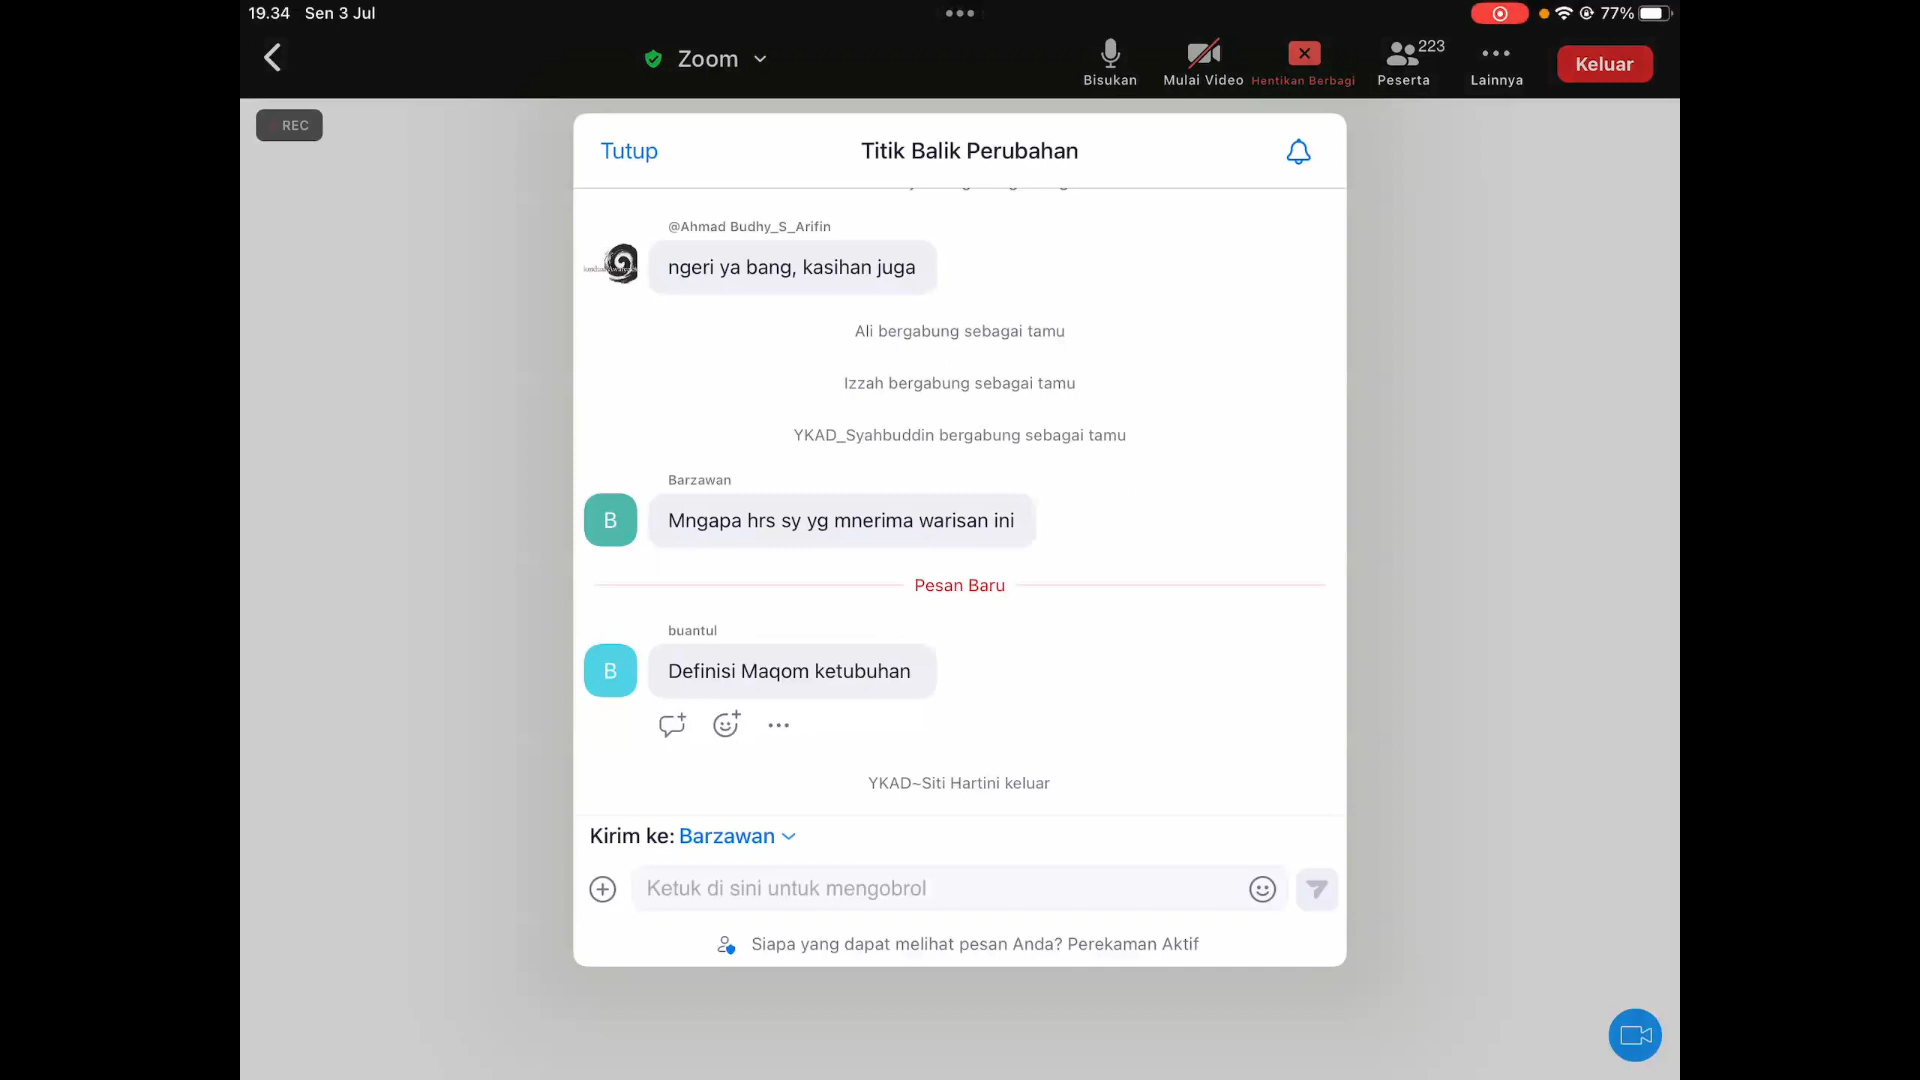 19.34 Sen 3 Jul
77%
Zoom
Bisukan
Mulai Video
Hentikan Berbagi
223
Peserta
Lainnya
Keluar
REC
Tutup
Titik Balik Perubahan
@Ahmad Budhy_S_Arifin
ngeri ya bang, kasihan juga
Ali bergabung sebagai tamu
Izzah bergabung sebagai tamu
YKAD_Syahbuddin bergabung sebagai tamu
Barzawan
B
Mngapa hrs sy yg mnerima warisan ini
Pesan Baru
buantul
B
Definisi Maqom ketubuhan
YKAD~Siti Hartini keluar
Kirim ke: Barzawan
Ketuk di sini untuk mengobrol
Siapa yang dapat melihat pesan Anda? Perekaman Aktif